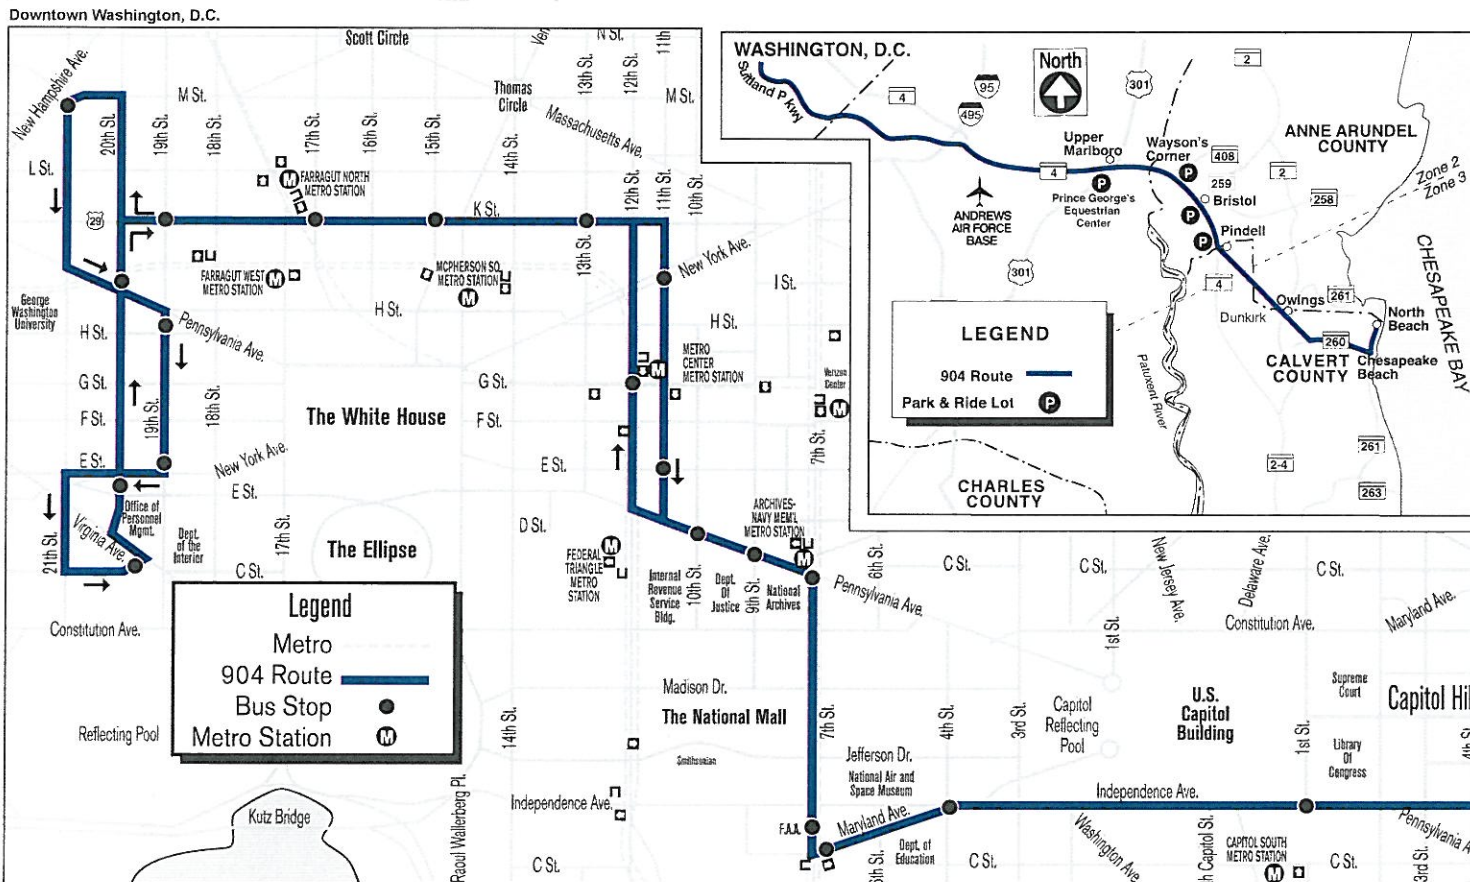 Downtown Washington, D.C.
Scott Circle
Ven
N St.
11th
13th St.
12th St.
New Hampshire Ave.
M St.
Thomas
Circle
M St.
Massachusetts Ave.
20th St.
19th St.
18th St.
17th St.
16th St.
15th St.
14th St.
L St.
FARRAGUT NORTH
METRO STATION
29
K St.
12th St.
11th St.
10th St.
13th St.
New York Ave.
FARRAGUT WEST
METRO STATION
MCPHERSON SQ.
METRO STATION
I St.
George
Washington
University
H St.
Pennsylvania Ave.
H St.
H St.
METRO
CENTER
METRO STATION
G St.
G St.
Verizon
Center
F St.
19th St.
18th St.
The White House
F St.
7th St.
E St.
New York Ave.
E St.
E St.
Office of
Personnel
Mgmt.
Virginia Ave.
21st St.
Dept.
of the
Interior
17th St.
The Ellipse
D St.
ARCHIVES-
NAVY MEM'L
METRO STATION
C St.
FEDERAL
TRIANGLE
METRO
STATION
Internal
Revenue
Service
Bldg.
10th St.
Dept.
Of
Justice
9th St.
National
Archives
Pennsylvania Ave.
6th St.
C St.
C St.
New Jersey Ave.
Delaware Ave.
C St.
Constitution Ave.
1st St.
Constitution Ave.
Maryland Ave.
Legend
Metro
904 Route
Bus Stop
Metro Station
M
Reflecting Pool
Kutz Bridge
Raoul Wallerberg Pl.
14th St.
Madison Dr.
The National Mall
Smithsonian
7th St.
Jefferson Dr.
National Air and
Space Museum
4th St.
3rd St.
Capitol
Reflecting
Pool
U.S.
Capitol
Building
1st St.
Supreme
Court
Capitol Hil
Library
Of
Congress
4th St
Independence Ave.
Independence Ave.
F.A.A.
Maryland Ave.
Dept. of
Education
C St.
5th St.
C St.
Washington Ave.
h Capitol St.
CAPITOL SOUTH
METRO STATION
C St.
Pennsylvania A
3rd St.
WASHINGTON, D.C.
Suitland P kwy
North
4
95
495
301
2
Upper
Marlboro
Wayson's
Corner
408
ANNE ARUNDEL
COUNTY
4
2
Zone 2
Zone 3
259
Bristol
258
Prince George's
Equestrian
Center
ANDREWS
AIR FORCE
BASE
Pindell
301
4
CHESAPEAKE BAY
Owings
261
Dunkirk
North
Beach
260
CALVERT
COUNTY
Chesapeake
Beach
LEGEND
904 Route
Park & Ride Lot
P
Patuxent River
CHARLES
COUNTY
2-4
261
263